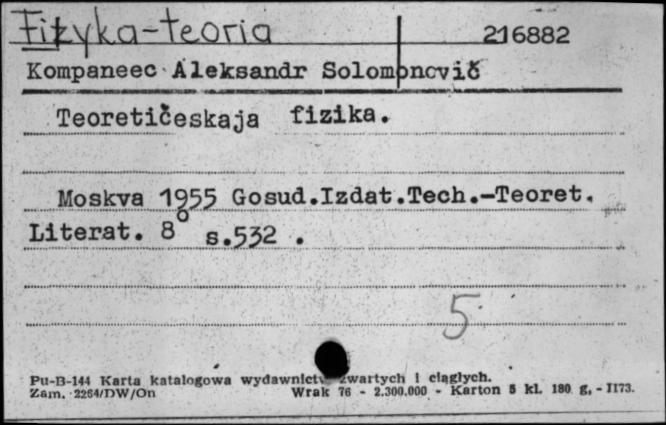 Fizyka-teoria 216882
Kompaneec Aleksandr Solomonovič
Teoretičeskaja fizika.
Moskva 1955 Gosud.Izdat.Tech.-Teoret.
Literat. 8° s.532 .
5
Pu-B-144 Karta katalogowa wydawnictw zwartych i ciągłych.
Zam. 2264/DW/On Wrak 76 - 2.300.000 - Karton 5 kl. 180 g. - 1173.